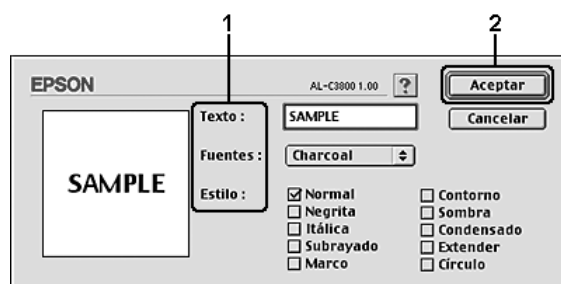 1
2
EPSON
AL-C3800 1.00
?
Aceptar
Texto :
SAMPLE
Cancelar
Fuentes :
Charcoal
SAMPLE
Estilo :
Normal
Contorno
Negrita
Sombra
Itálica
Condensado
Subrayado
Extender
Marco
Círculo